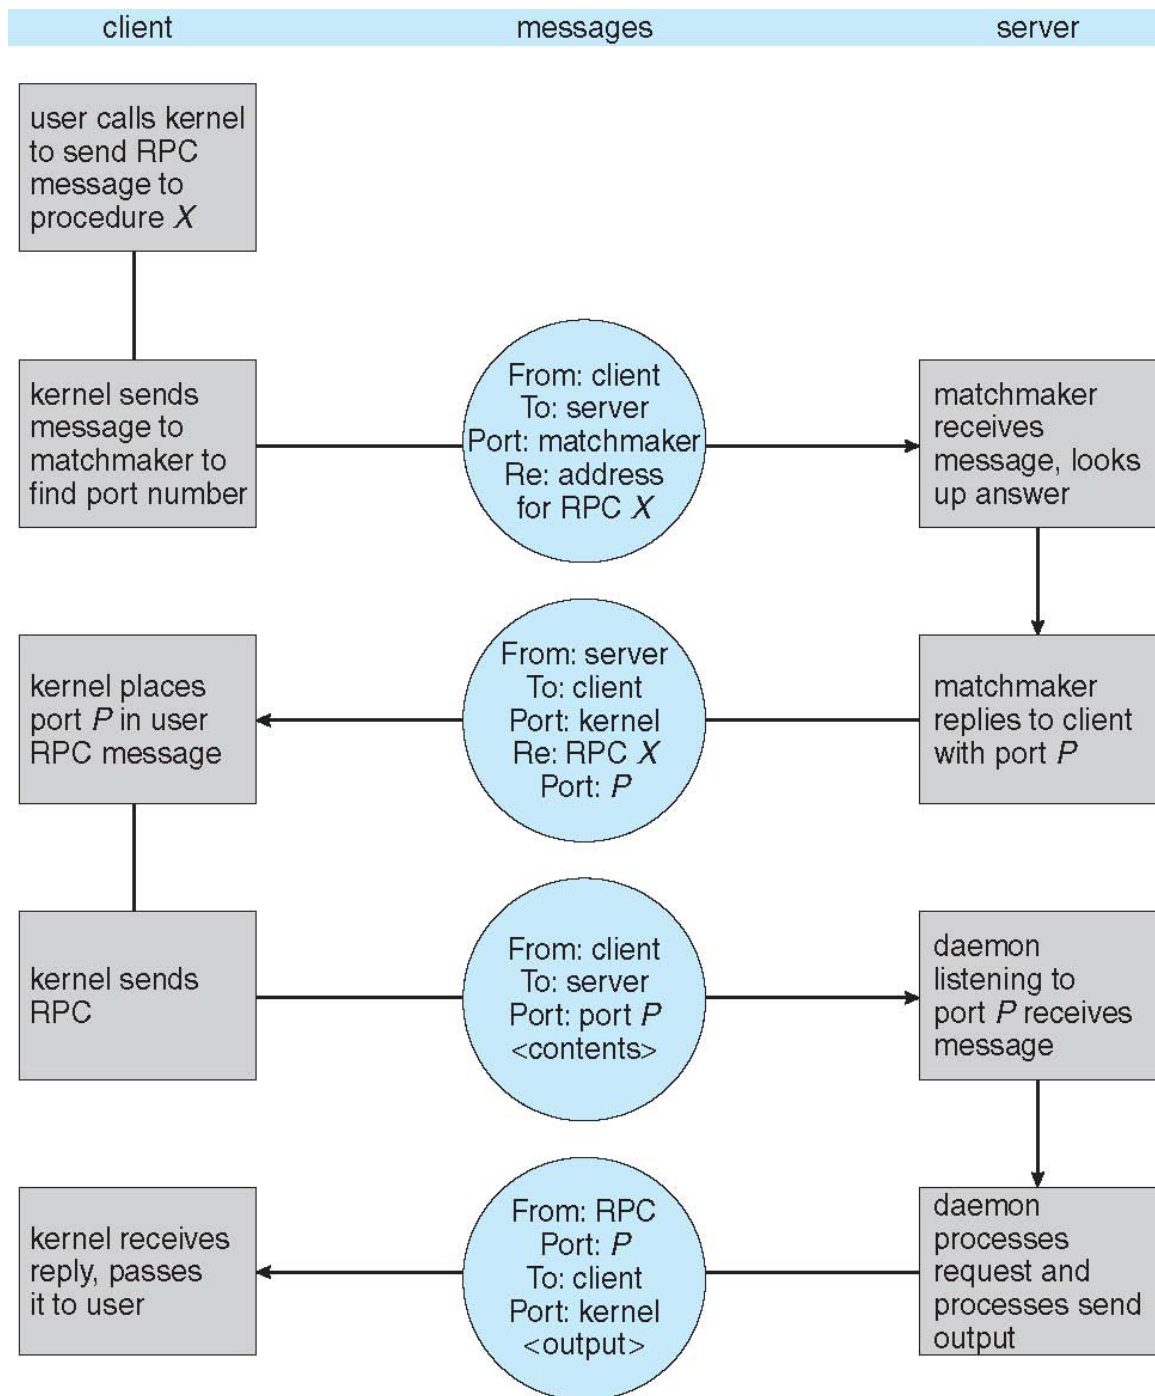 client
messages
server
user calls kernel
to send RPC
message to
procedure X
kernel sends
message to
matchmaker to
find port number
From: client
To: server
Port: matchmaker
Re: address
for RPC X
matchmaker
receives
message, looks
up answer
kernel places
port P in user
RPC message
From: server
To: client
Port: kernel
Re: RPC X
Port: P
matchmaker
replies to client
with port P
kernel sends
RPC
From: client
To: server
Port: port P
<contents>
daemon
listening to
port P receives
message
kernel receives
reply, passes
it to user
From: RPC
Port: P
To: client
Port: kernel
<output>
daemon
processes
request and
processes send
output